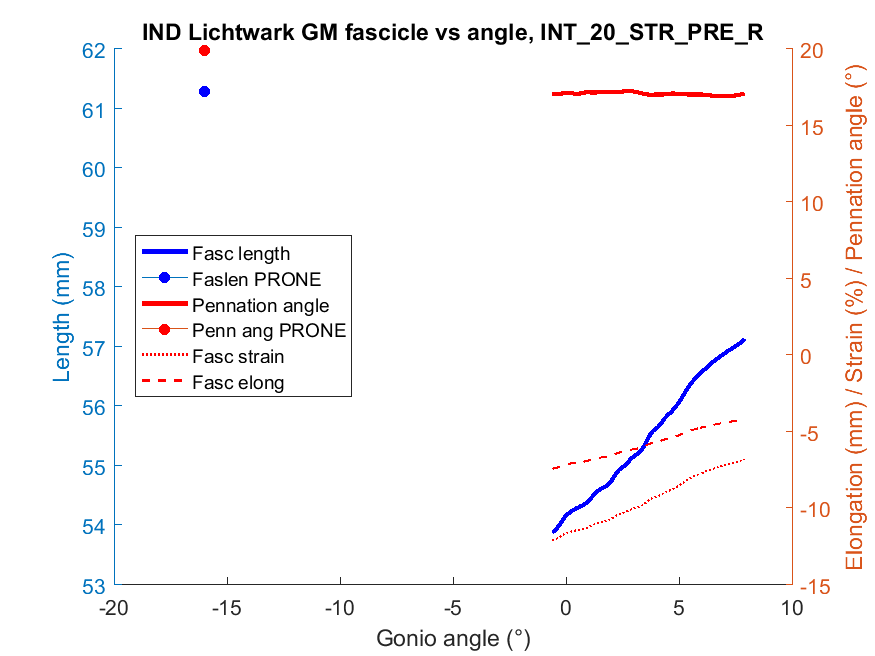 IND Lichtwark GM fascicle vs angle, INT_20_STR_PRE_R
62
61
60
59
58
57
56
55
54
53
Length (mm)
20
15
10
5
0
-5
-10
-15
Elongation (mm) / Strain (%) / Pennation angle (°)
Fasc length
Faslen PRONE
Pennation angle
Penn ang PRONE
Fasc strain
Fasc elong
-20
-15
-10
-5
0
5
10
Gonio angle (°)